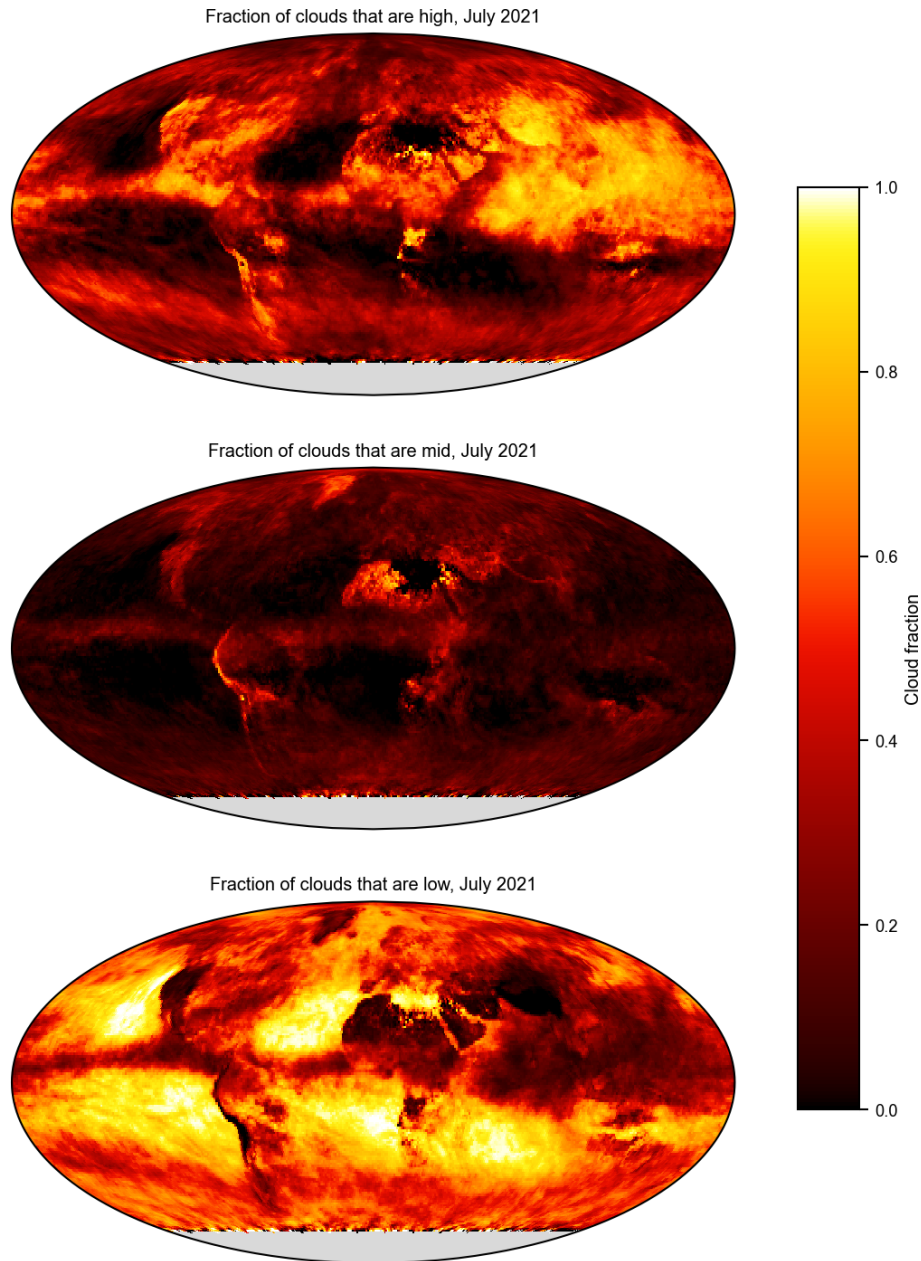 Fraction of clouds that are high, July 2021
1.0
0.8
Fraction of clouds that are mid, July 2021
0.6
Cloud fraction
0.4
Fraction of clouds that are low, July 2021
0.2
0.0